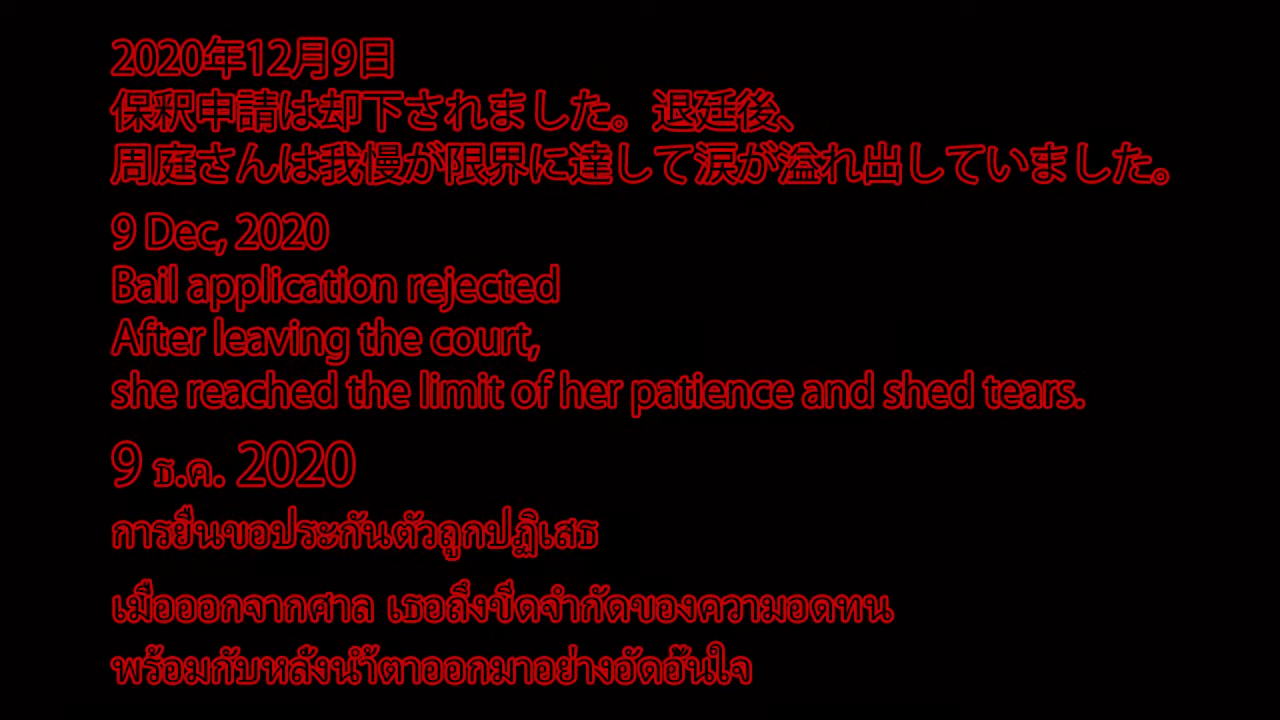 2020年12月9日
保釈申請は却下されました。退廷後、
周庭さんは我慢が限界に達して涙が溢れ出していました。
9 Dec, 2020
Bail application rejected
After leaving the court,
she reached the limit of her patience and shed tears.
9 ธ.ค. 2020
การยื่นขอประกันตัวถูกปฏิเสธ
เมื่อออกจากศาล เธอถึงขีดจำกัดของความอดทน
พร้อมกับหลั่งน้ำตาออกมาอย่างอัดอั้นใจ